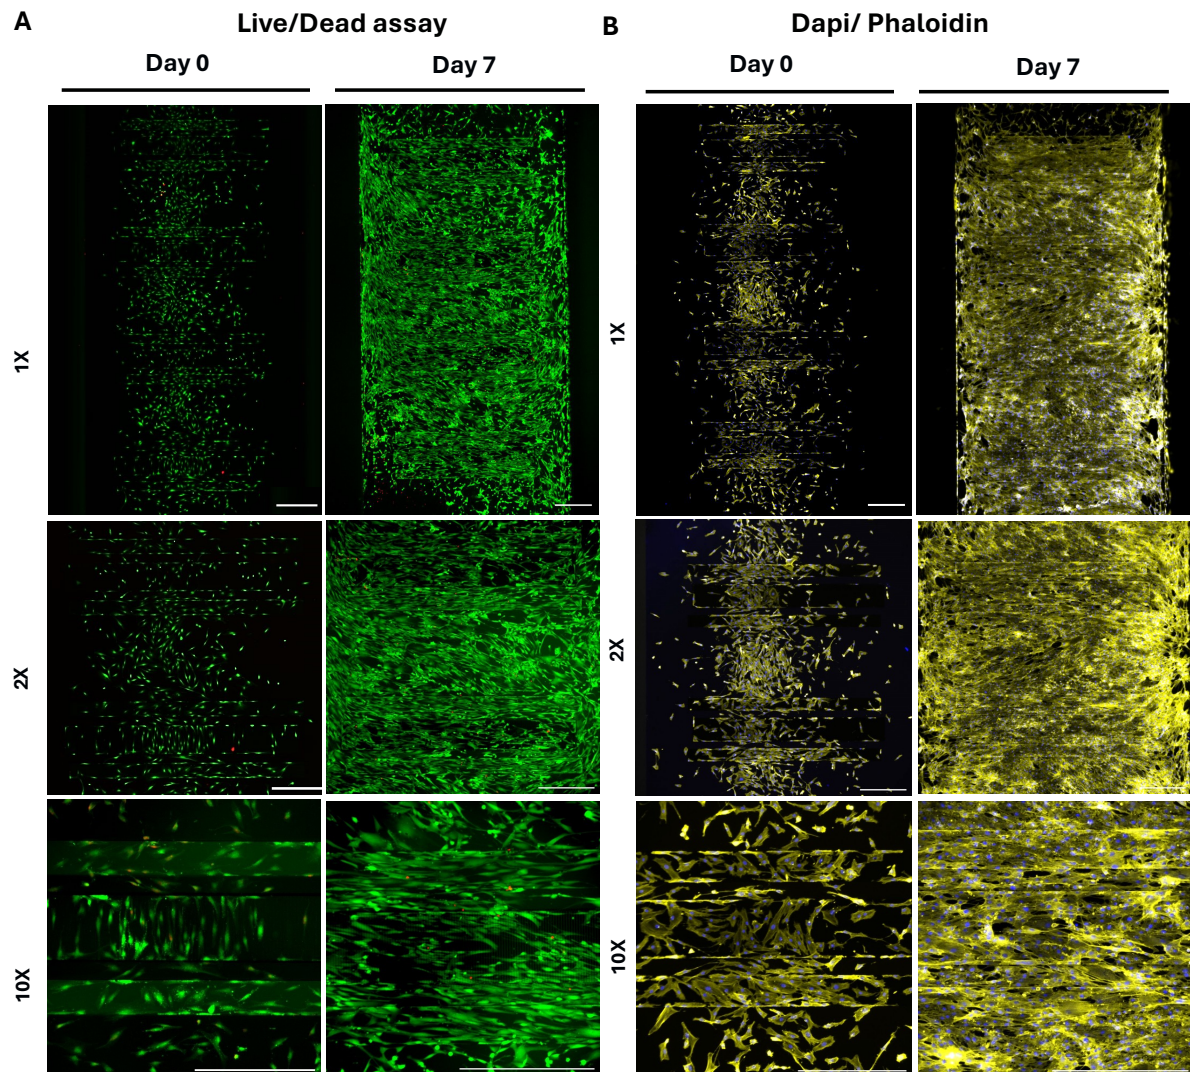 A
Live/Dead assay
B
Dapi/ Phaloidin
Day 0
Day 7
Day 0
Day 7
1X
1X
2X
2X
10X
10X